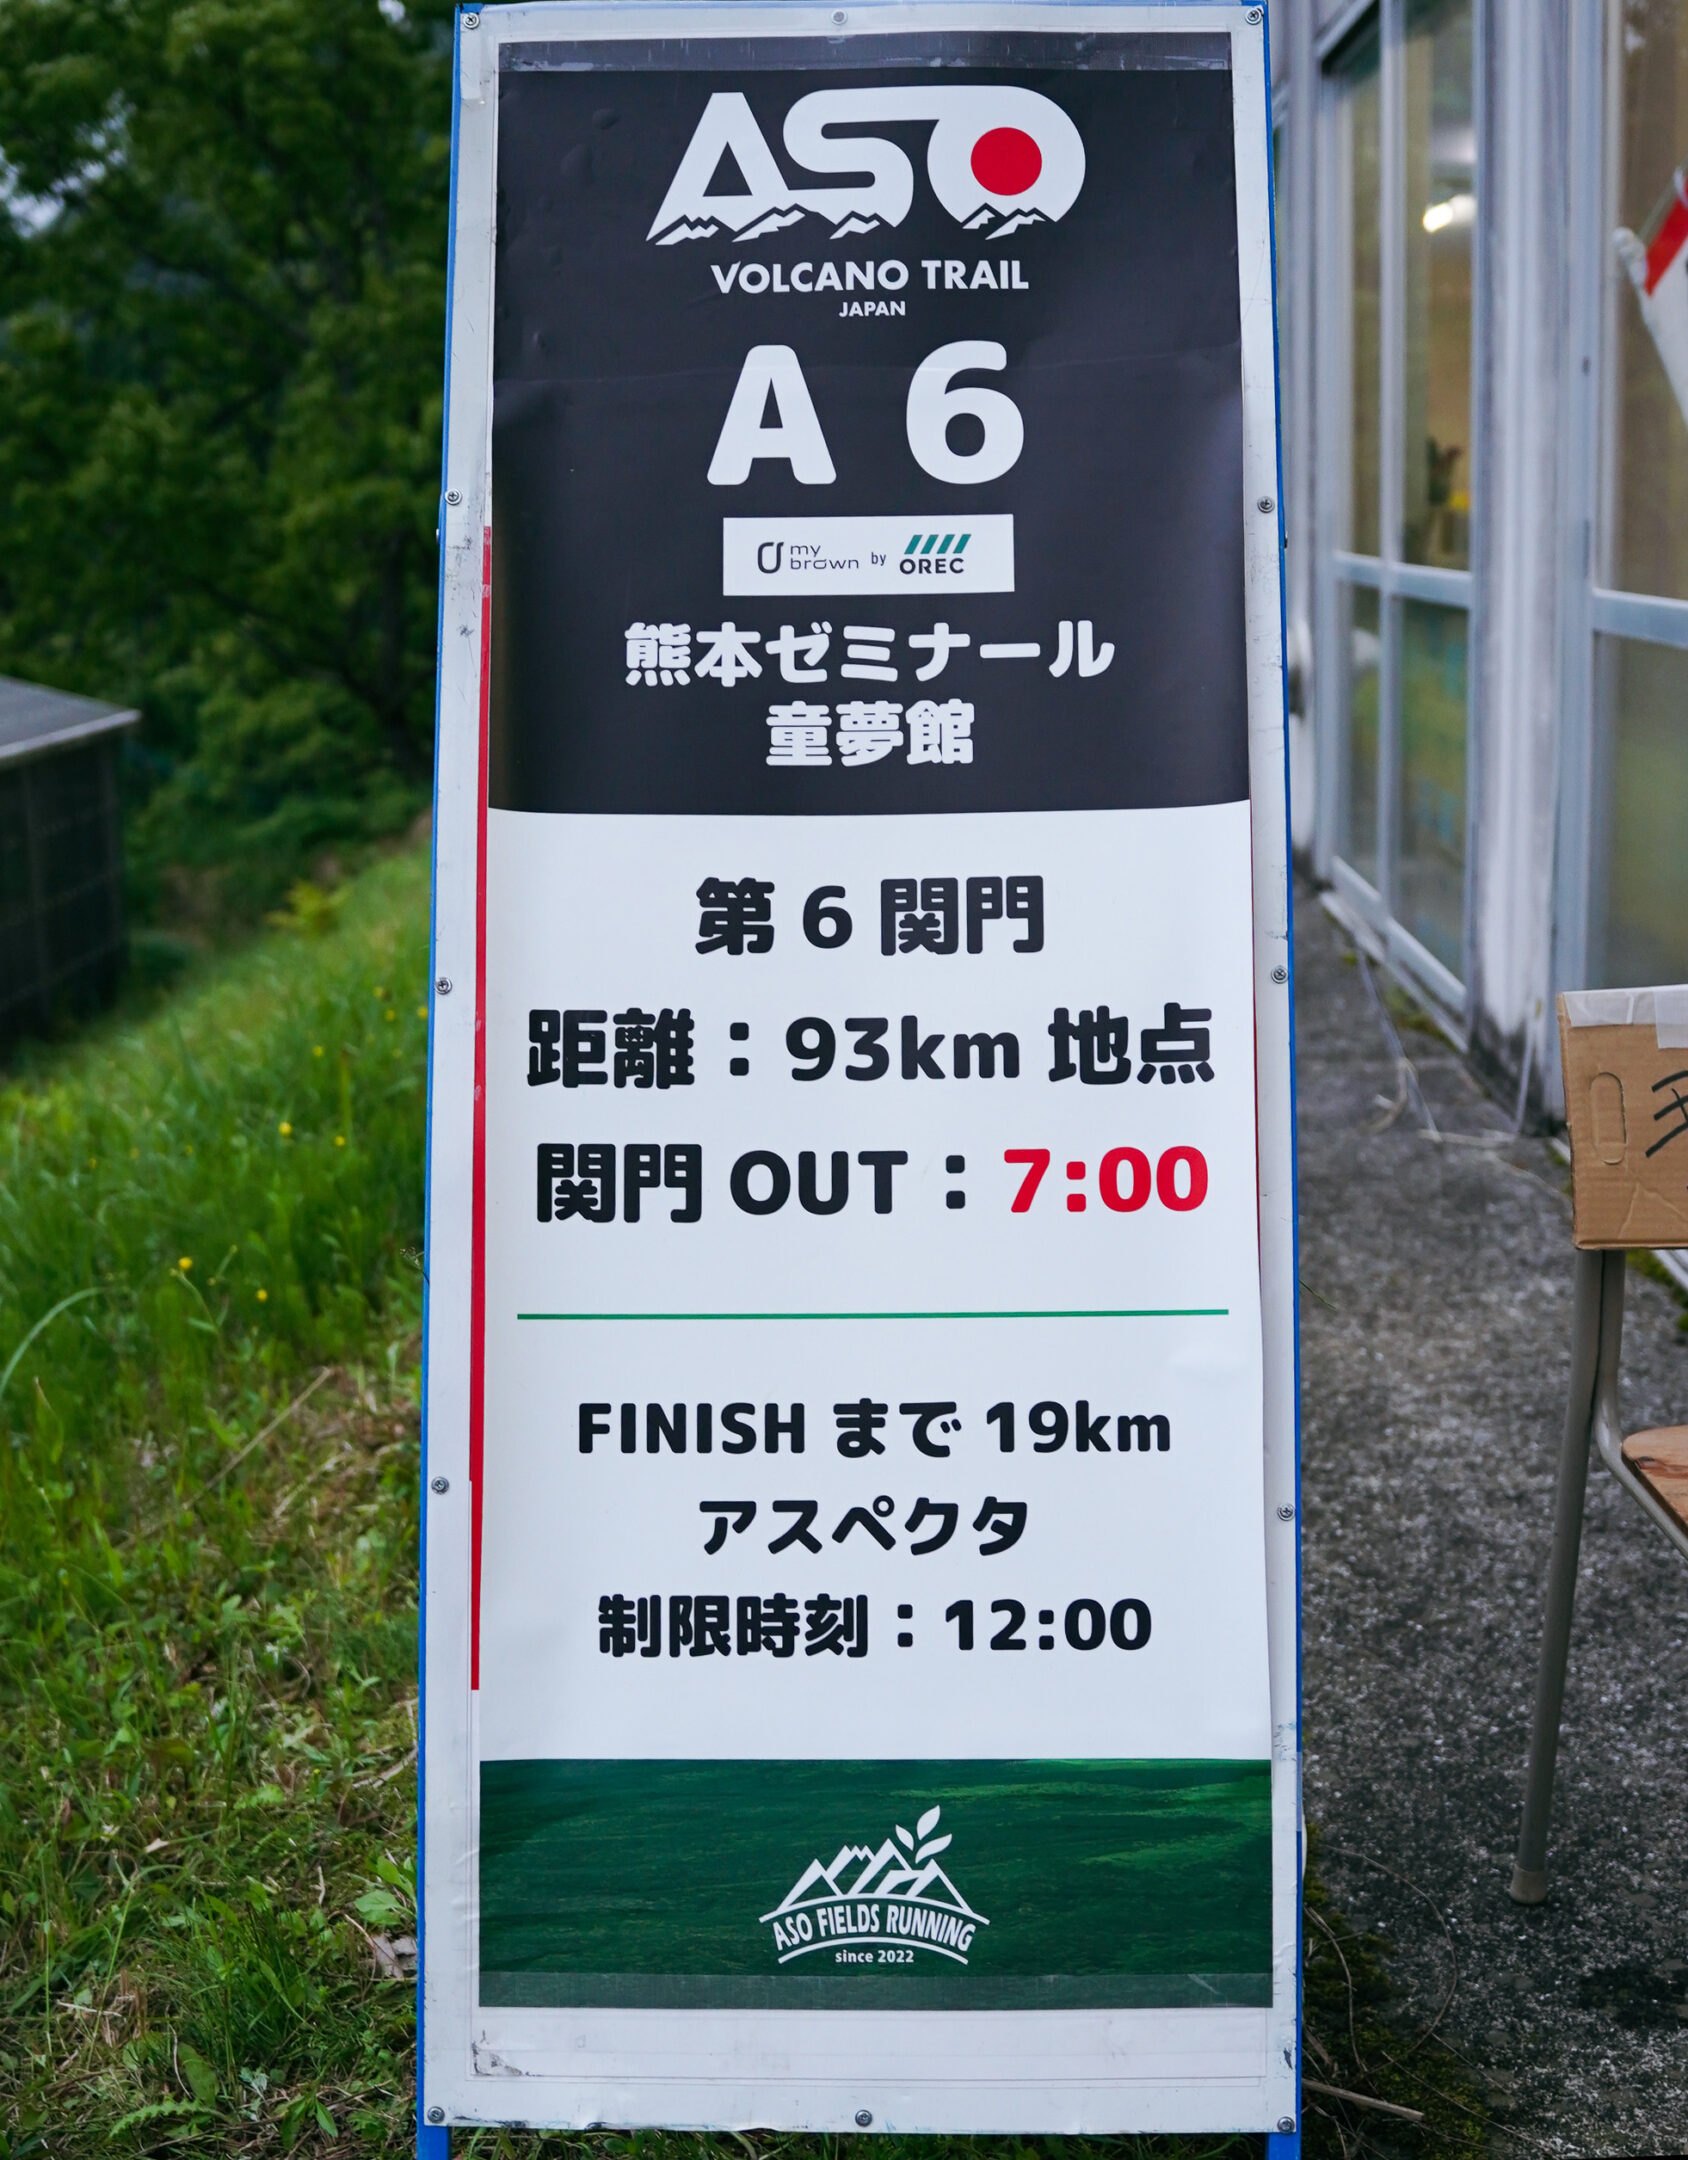 ASO
VOLCANO TRAIL
JAPAN
A 6
my brown by OREC
熊本ゼミナール
童夢館
第6関門
距離：93km 地点
関門 OUT：7:00
FINISH まで 19km
アスペクタ
制限時刻：12:00
ASO FIELDS RUNNING
since 2022